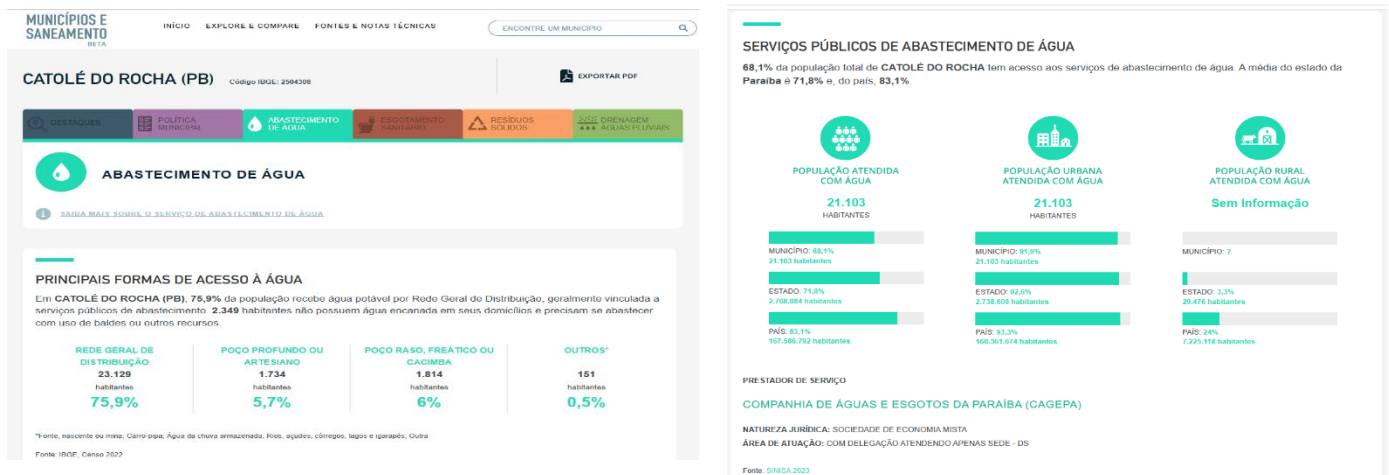 MUNICÍPIOS E
SANEAMENTO
BETA
INÍCIO EXPLORE E COMPARE FONTES E NOTAS TÉCNICAS
ENCONTRE UM MUNICÍPIO
CATOLÉ DO ROCHA (PB) Código IBGE: 2504306
EXPORTAR PDF
DESTAQUES
POLÍTICA
MUNICIPAL
ABASTECIMENTO
DE ÁGUA
ESGOTAMENTO
SANITÁRIO
RESÍDUOS
SÓLIDOS
DRENAGEM
ÁGUAS PLUVIAIS
ABASTECIMENTO DE ÁGUA
SAIBA MAIS SOBRE O SERVIÇO DE ABASTECIMENTO DE ÁGUA
PRINCIPAIS FORMAS DE ACESSO À ÁGUA
Em CATOLÉ DO ROCHA (PB), 75,9% da população recebe água potável por Rede Geral de Distribuição, geralmente vinculada a
serviços públicos de abastecimento. 2.349 habitantes não possuem água encanada em seus domicílios e precisam se abastecer
com uso de baldes ou outros recursos.
REDE GERAL DE
DISTRIBUIÇÃO
23.129
habitantes
75,9%
POÇO PROFUNDO OU
ARTESIANO
1.734
habitantes
5,7%
POÇO RASO, FREÁTICO OU
CACIMBA
1.814
habitantes
6%
OUTROS*
151
habitantes
0,5%
*Fonte, nascente ou mina; Carro-pipa; Água da chuva armazenada; Rios, açudes, córregos, lagos e igarapés; Outra
Fonte: IBGE, Censo 2022
SERVIÇOS PÚBLICOS DE ABASTECIMENTO DE ÁGUA
68,1% da população total de CATOLÉ DO ROCHA tem acesso aos serviços de abastecimento de água. A média do estado da
Paraíba é 71,8% e, do país, 83,1%.
POPULAÇÃO ATENDIDA
COM ÁGUA
21.103
HABITANTES
MUNICÍPIO: 68,1%
21.103 habitantes
ESTADO: 71,8%
2.768.084 habitantes
PAÍS: 83,1%
167.586.792 habitantes
POPULAÇÃO URBANA
ATENDIDA COM ÁGUA
21.103
HABITANTES
MUNICÍPIO: 91,9%
21.103 habitantes
ESTADO: 92,6%
2.738.608 habitantes
PAÍS: 93,3%
160.361.674 habitantes
POPULAÇÃO RURAL
ATENDIDA COM ÁGUA
Sem Informação
MUNICÍPIO: ?
ESTADO: 3,3%
29.476 habitantes
PAÍS: 24%
7.225.118 habitantes
PRESTADOR DE SERVIÇO
COMPANHIA DE ÁGUAS E ESGOTOS DA PARAÍBA (CAGEPA)
NATUREZA JURÍDICA: SOCIEDADE DE ECONOMIA MISTA
ÁREA DE ATUAÇÃO: COM DELEGAÇÃO ATENDENDO APENAS SEDE - DS
Fonte: SINISA 2023